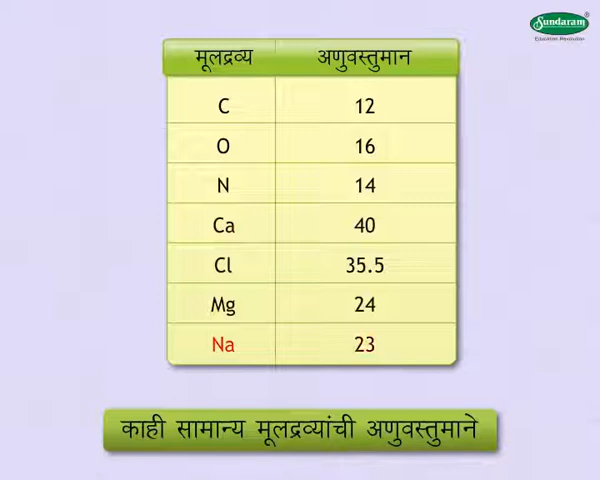 Sundaram
Education Revolution
मूलद्रव्य अणुवस्तुमान
C 12
O 16
N 14
Ca 40
Cl 35.5
Mg 24
Na 23
काही सामान्य मूलद्रव्यांची अणुवस्तुमाने